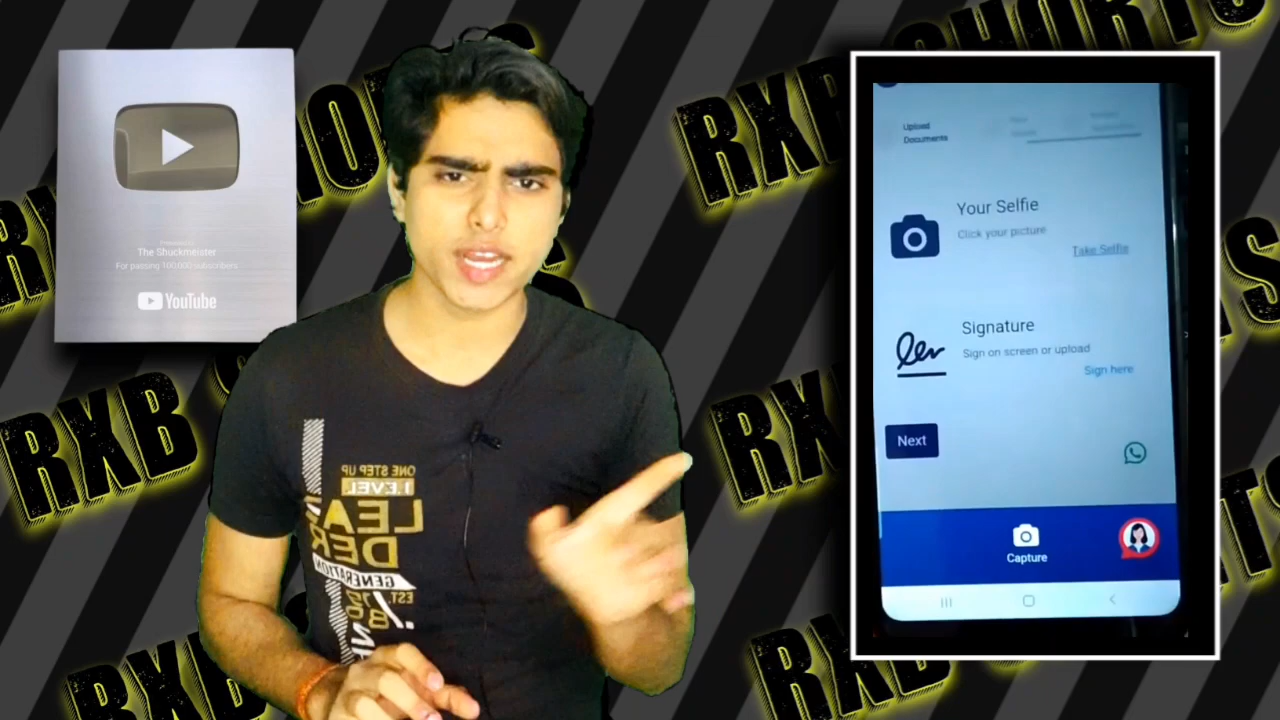 RXB SHORTS
The Shuckmeister
For passing 100,000 subscribers
YouTube
ONE STEP UP
LEVEL
LEA
DER
GENERATION
EST.
RXB
RXB
RXB
RXB
RXB
Upload
Documents
Your Selfie
Click your picture
Take Selfie
Signature
Sign on screen or upload
Sign here
Next
Capture